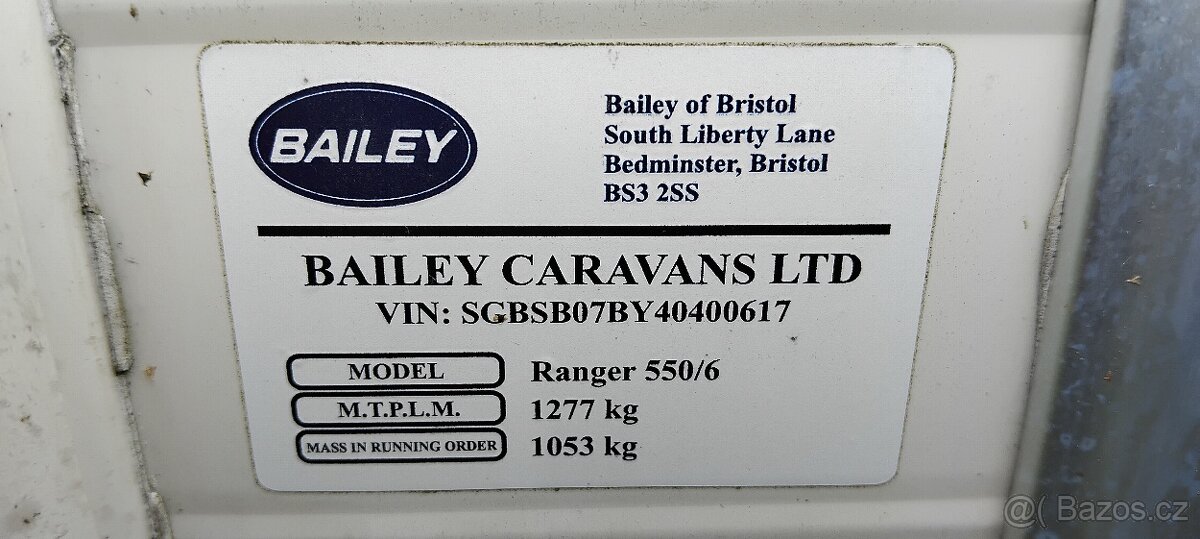 BAILEY
Bailey of Bristol
South Liberty Lane
Bedminster, Bristol
BS3 2SS
BAILEY CARAVANS LTD
VIN: SGBSB07BY40400617
MODEL Ranger 550/6
M.T.P.L.M. 1277 kg
MASS IN RUNNING ORDER 1053 kg
@( Bazos.cz